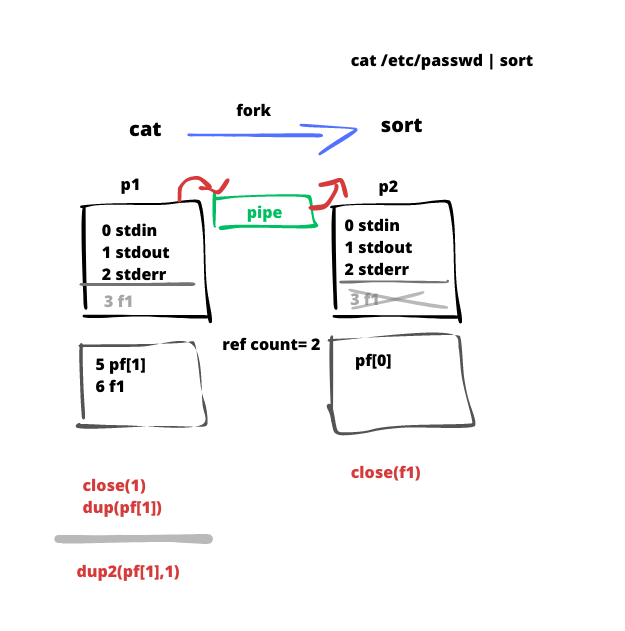 cat /etc/passwd | sort
fork
cat
sort
p1
p2
pipe
0 stdin
1 stdout
2 stderr
3 f1
0 stdin
1 stdout
2 stderr
3 f1
ref count= 2
5 pf[1]
6 f1
pf[0]
close(1)
dup(pf[1])
close(f1)
dup2(pf[1],1)